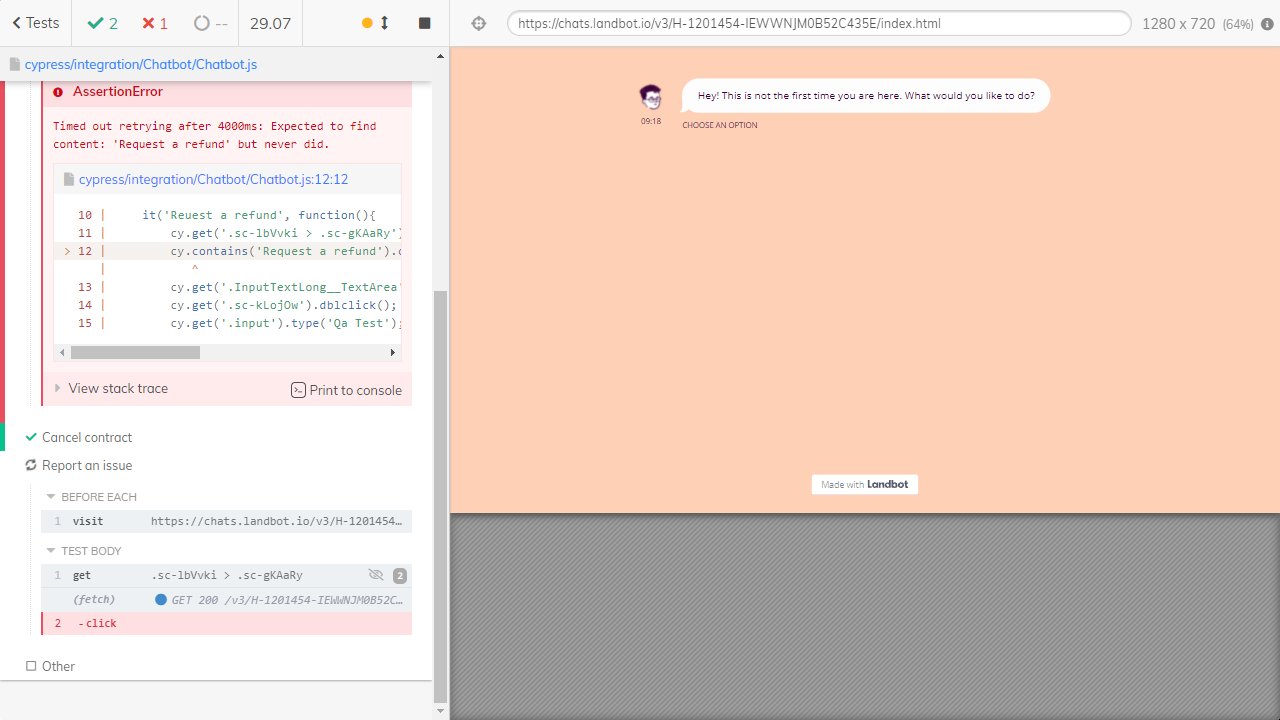 Tests
2
1
--
29.07
https://chats.landbot.io/v3/H-1201454-IEWWNJM0B52C435E/index.html
1280 x 720 (64%)
cypress/integration/Chatbot/Chatbot.js
AssertionError
Timed out retrying after 4000ms: Expected to find
content: 'Request a refund' but never did.
cypress/integration/Chatbot/Chatbot.js:12:12
10 | it('Reuest a refund', function(){
11 | cy.get('.sc-lbVvki > .sc-gKAaRy')
> 12 | cy.contains('Request a refund').c
| ^
13 | cy.get('.InputTextLong__TextArea'
14 | cy.get('.sc-kLojOw').dblclick();
15 | cy.get('.input').type('Qa Test');
View stack trace
Print to console
Cancel contract
Report an issue
BEFORE EACH
1 visit https://chats.landbot.io/v3/H-1201454…
TEST BODY
1 get .sc-lbVvki > .sc-gKAaRy 2
(fetch) GET 200 /v3/H-1201454-IEWWNJM0B52C…
2 -click
Other
Hey! This is not the first time you are here. What would you like to do?
09:18
CHOOSE AN OPTION
Made with Landbot